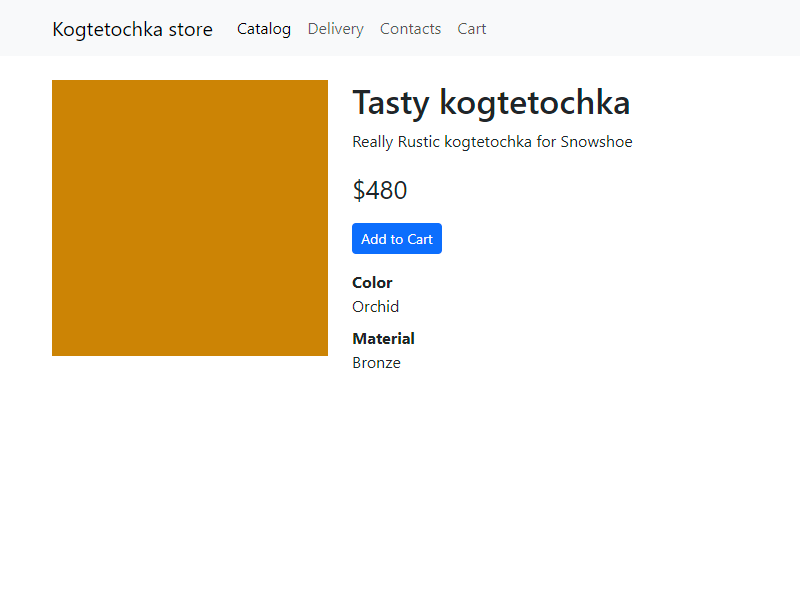 Kogtetochka store Catalog Delivery Contacts Cart
Tasty kogtetochka
Really Rustic kogtetochka for Snowshoe
$480
Add to Cart
Color
Orchid
Material
Bronze